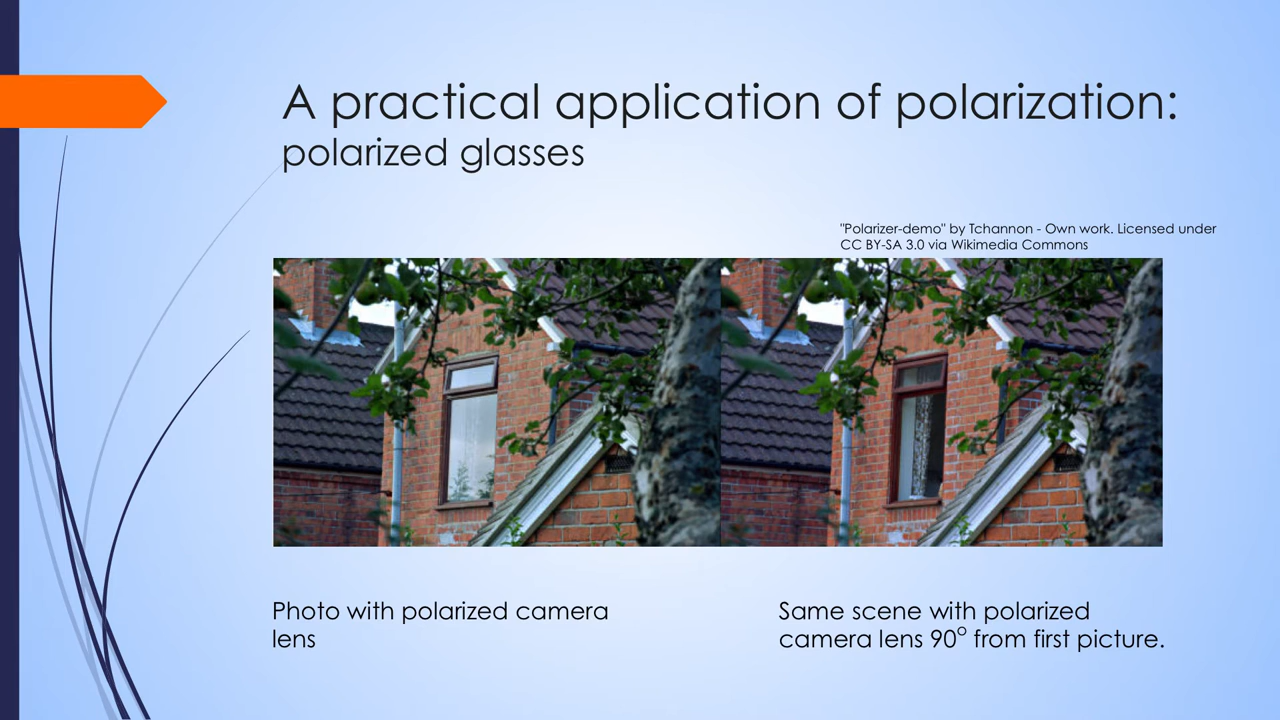 A practical application of polarization:
polarized glasses
"Polarizer-demo" by Tchannon - Own work. Licensed under
CC BY-SA 3.0 via Wikimedia Commons
Photo with polarized camera
lens
Same scene with polarized
camera lens 90° from first picture.